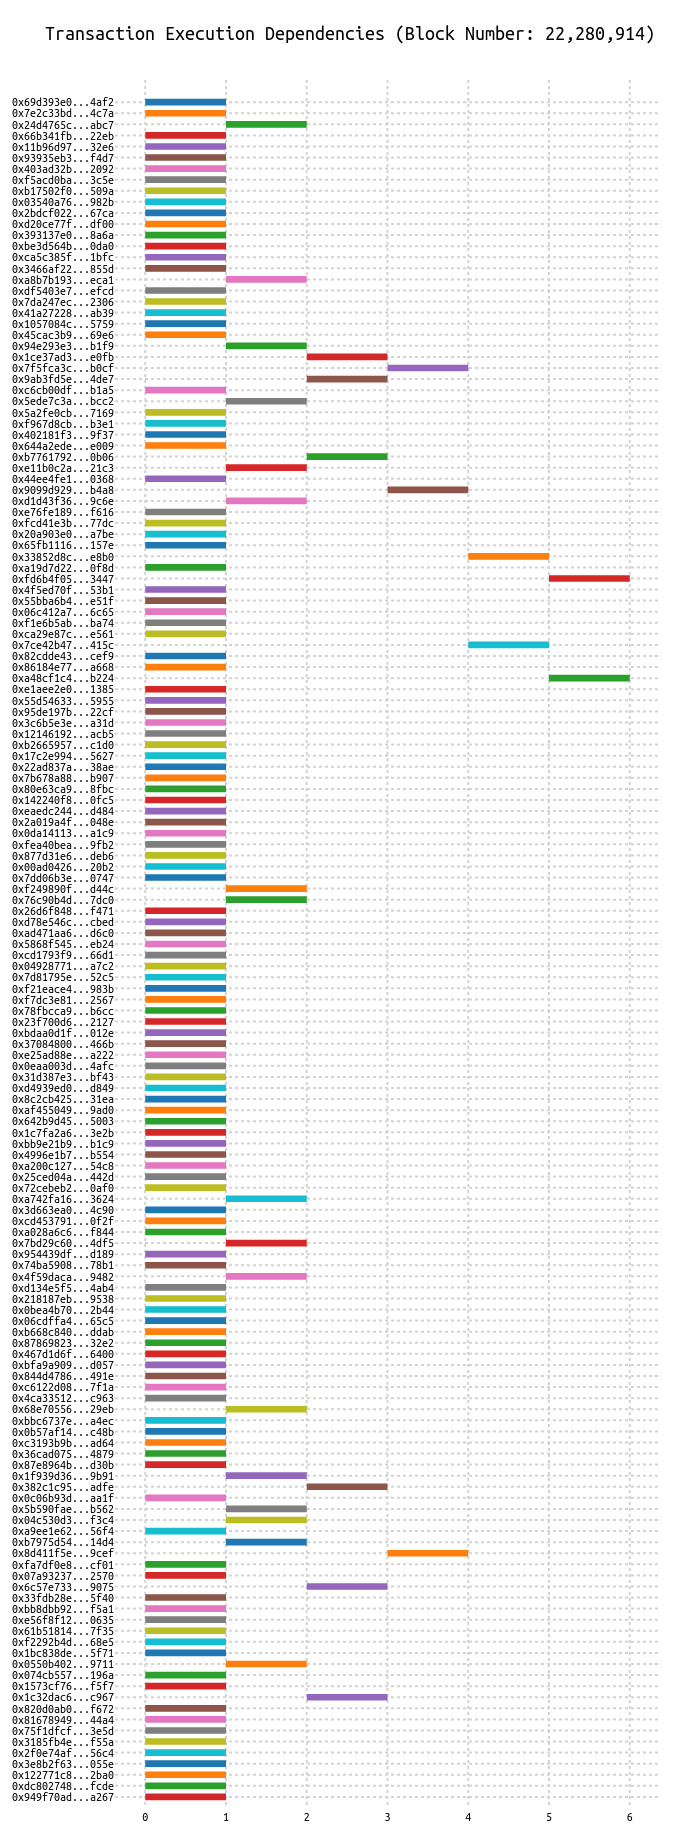 Transaction Execution Dependencies (Block Number: 22,280,914)
0x69d393e0...4af2
0x7e2c33bd...4c7a
0x24d4765c...abc7
0x66b341fb...22eb
0x11b96d97...32e6
0x93935eb3...f4d7
0x403ad32b...2092
0xf5acd0ba...3c5e
0xb17502f0...509a
0x03540a76...982b
0x2bdcf022...67ca
0xd20ce77f...df00
0x393137e0...8a6a
0xbe3d564b...0da0
0xca5c385f...1bfc
0x3466af22...855d
0xa8b7b193...eca1
0xdf5403e7...efcd
0x7da247ec...2306
0x41a27228...ab39
0x1057084c...5759
0x45cac3b9...69e6
0x94e293e3...b1f9
0x1ce37ad3...e0fb
0x7f5fca3c...b0cf
0x9ab3fd5e...4de7
0xc6cb00df...b1a5
0x5ede7c3a...bcc2
0x5a2fe0cb...7169
0xf967d8cb...b3e1
0x402181f3...9f37
0x644a2ede...e009
0xb7761792...0b06
0xe11b0c2a...21c3
0x44ee4fe1...0368
0x9099d929...b4a8
0xd1d43f36...9c6e
0xe76fe189...f616
0xfcd41e3b...77dc
0x20a903e0...a7be
0x65fb1116...157e
0x33852d8c...e8b0
0xa19d7d22...0f8d
0xfd6b4f05...3447
0x4f5ed70f...53b1
0x55bba6b4...e51f
0x06c412a7...6c65
0xf1e6b5ab...ba74
0xca29e87c...e561
0x7ce42b47...415c
0x82cdde43...cef9
0x86184e77...a668
0xa48cf1c4...b224
0xe1aee2e0...1385
0x55d54633...5955
0x95de197b...22cf
0x3c6b5e3e...a31d
0x12146192...acb5
0xb2665957...c1d0
0x17c2e994...5627
0x22ad837a...38ae
0x7b678a88...b907
0x80e63ca9...8fbc
0x142240f8...0fc5
0xeaedc244...d484
0x2a019a4f...048e
0x0da14113...a1c9
0xfea40bea...9fb2
0x877d31e6...deb6
0x00ad0426...20b2
0x7dd06b3e...0747
0xf249890f...d44c
0x76c90b4d...7dc0
0x26d6f848...f471
0xd78e546c...cbed
0xad471aa6...d6c0
0x5868f545...eb24
0xcd1793f9...66d1
0x04928771...a7c2
0x7d81795e...52c5
0xf21eace4...983b
0xf7dc3e81...2567
0x78fbcca9...b6cc
0x23f700d6...2127
0xbdaa0d1f...012e
0x37084800...466b
0xe25ad88e...a222
0x0eaa003d...4afc
0x31d387e3...bf43
0xd4939ed0...d849
0x8c2cb425...31ea
0xaf455049...9ad0
0x642b9d45...5003
0x1c7fa2a6...3e2b
0xbb9e21b9...b1c9
0x4996e1b7...b554
0xa200c127...54c8
0x25ced04a...442d
0x72cebeb2...0af0
0xa742fa16...3624
0x3d663ea0...4c90
0xcd453791...0f2f
0xa028a6c6...f844
0x7bd29c60...4df5
0x954439df...d189
0x74ba5908...78b1
0x4f59daca...9482
0xd134e5f5...4ab4
0x218187eb...9538
0x0bea4b70...2b44
0x06cdffa4...65c5
0xb668c840...ddab
0x87869823...32e2
0x467d1d6f...6400
0xbfa9a909...d057
0x844d4786...491e
0xc6122d08...7f1a
0x4ca33512...c963
0x68e70556...29eb
0xbbc6737e...a4ec
0x0b57af14...c48b
0xc3193b9b...ad64
0x36cad075...4879
0x87e8964b...d30b
0x1f939d36...9b91
0x382c1c95...adfe
0x0c06b93d...aa1f
0x5b590fae...b562
0x04c530d3...f3c4
0xa9ee1e62...56f4
0xb7975d54...14d4
0x8d411f5e...9cef
0xfa7df0e8...cf01
0x07a93237...2570
0x6c57e733...9075
0x33fdb28e...5f40
0xbb8dbb92...f5a1
0xe56f8f12...0635
0x61b51814...7f35
0xf2292b4d...68e5
0x1bc838de...5f71
0x0550b402...9711
0x074cb557...196a
0x1573cf76...f5f7
0x1c32dac6...c967
0x820d0ab0...f672
0x81678949...44a4
0x75f1dfcf...3e5d
0x3185fb4e...f55a
0x2f0e74af...56c4
0x3e8b2f63...055e
0x122771c8...2ba0
0xdc802748...fcde
0x949f70ad...a267
0 1 2 3 4 5 6